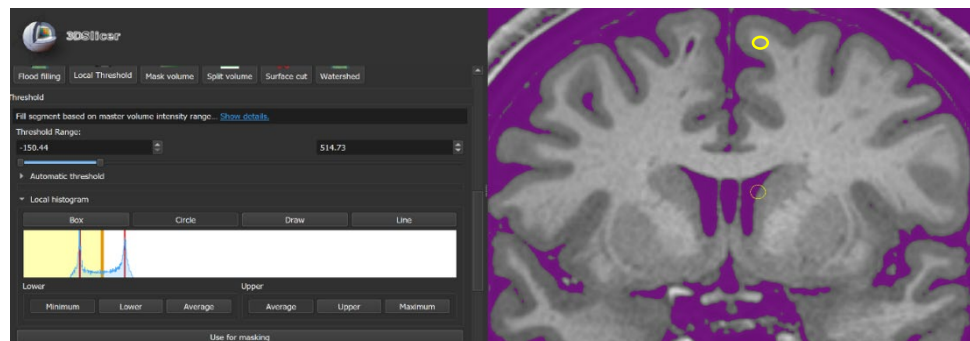 3DSlicer
Flood filling Local Threshold Mask volume Split volume Surface cut Watershed
Threshold
Fill segment based on master volume intensity range... Show details.
Threshold Range:
-150.44 514.73
Automatic threshold
Local histogram
Box Circle Draw Line
Lower Upper
Minimum Lower Average Average Upper Maximum
Use for masking